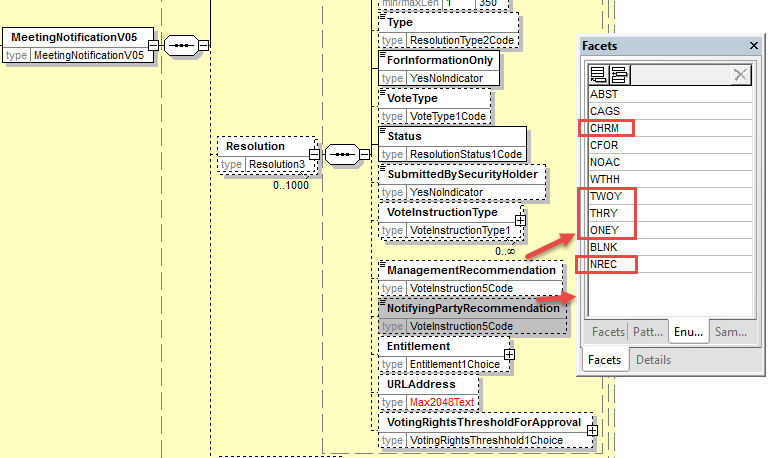 min/maxLen 1 350
Type
type ResolutionType2Code
MeetingNotificationV05
type MeetingNotificationV05
ForInformationOnly
type YesNoIndicator
VoteType
type VoteType1Code
Resolution
type Resolution3
0..1000
Status
type ResolutionStatus1Code
SubmittedBySecurityHolder
type YesNoIndicator
VoteInstructionType
type VoteInstructionType1
0..∞
ManagementRecommendation
type VoteInstruction5Code
NotifyingPartyRecommendation
type VoteInstruction5Code
Entitlement
type Entitlement1Choice
URLAddress
type Max2048Text
VotingRightsThresholdForApproval
type VotingRightsThreshhold1Choice
Facets
ABST
CAGS
CHRM
CFOR
NOAC
WTHH
TWOY
THRY
ONEY
BLNK
NREC
Facets Patt... Enu... Sam...
Facets Details